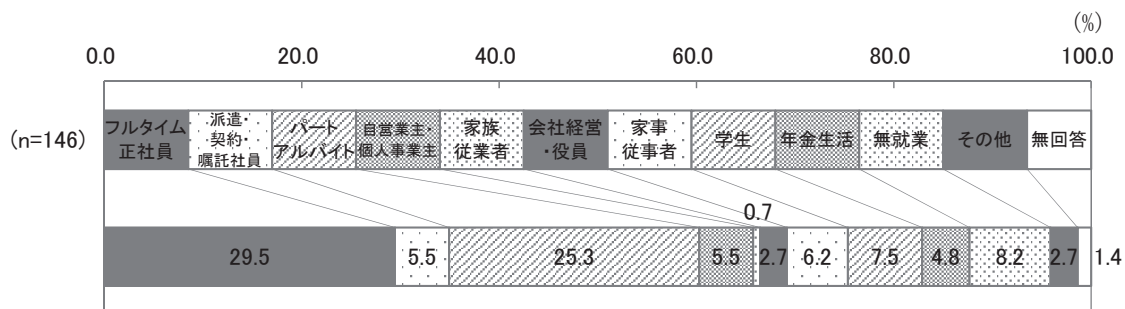 (%)
0.0 20.0 40.0 60.0 80.0 100.0
(n=146)
フルタイム
正社員
派遣・
契約・
嘱託社員
パート
アルバイト
自営業主・
個人事業主
家族
従業者
会社経営
・役員
家事
従事者
学生
年金生活
無就業
その他
無回答
0.7
29.5 5.5 25.3 5.5 2.7 6.2 7.5 4.8 8.2 2.7 1.4